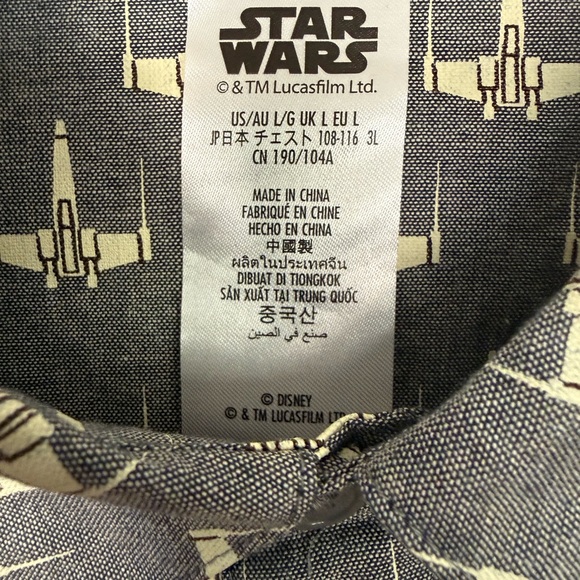 STAR
WARS
© & TM Lucasfilm Ltd.
US/AU L/G UK L EU L
JP日本 チェスト 108-116 3L
CN 190/104A
MADE IN CHINA
FABRIQUÉ EN CHINE
HECHO EN CHINA
中國製
ผลิตในประเทศจีน
DIBUAT DI TIONGKOK
SẢN XUẤT TẠI TRUNG QUỐC
중국산
صنع في الصين
© DISNEY
© & TM LUCASFILM LTD